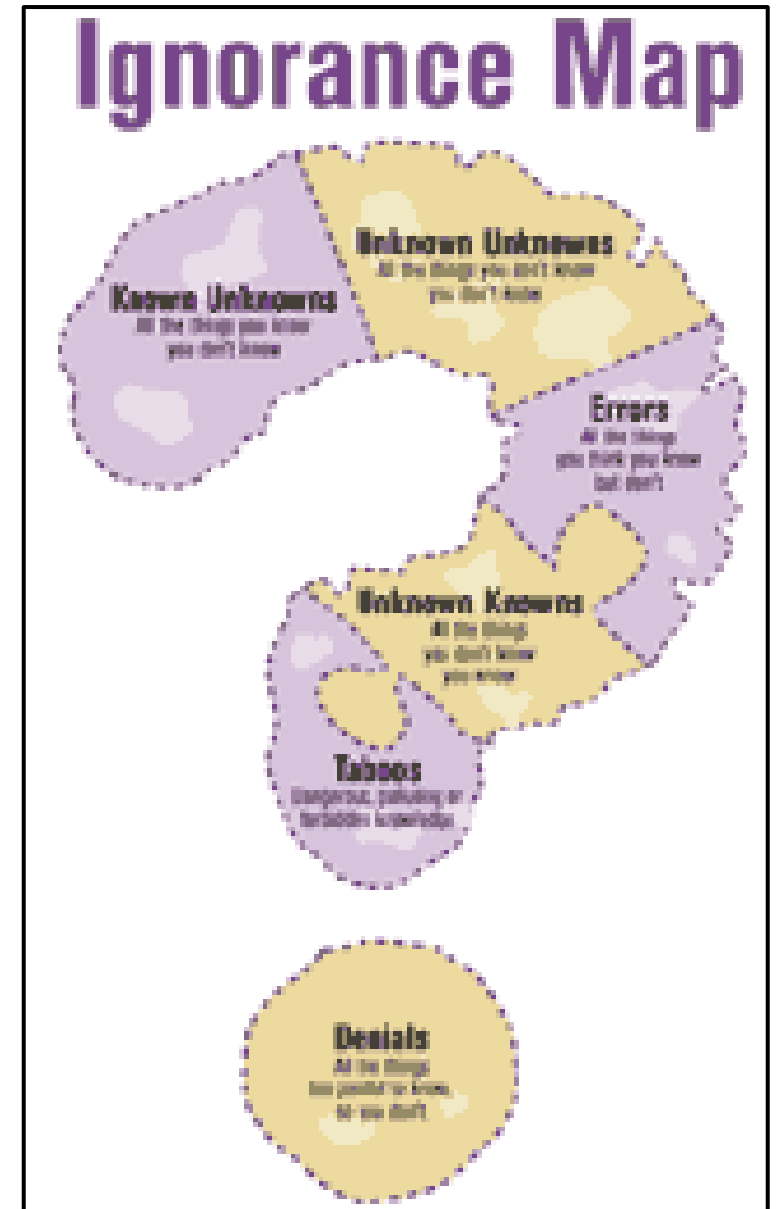 Ignorance Map
Known Unknowns
All the things you know
you don't know
Unknown Unknowns
All the things you don't know
you don't know
Errors
All the things
you think you know
but don't
Unknown Knowns
All the things
you don't know
you know
Taboos
Dangerous, polluting or
forbidden knowledge
Denials
All the things
too painful to know,
so you don't